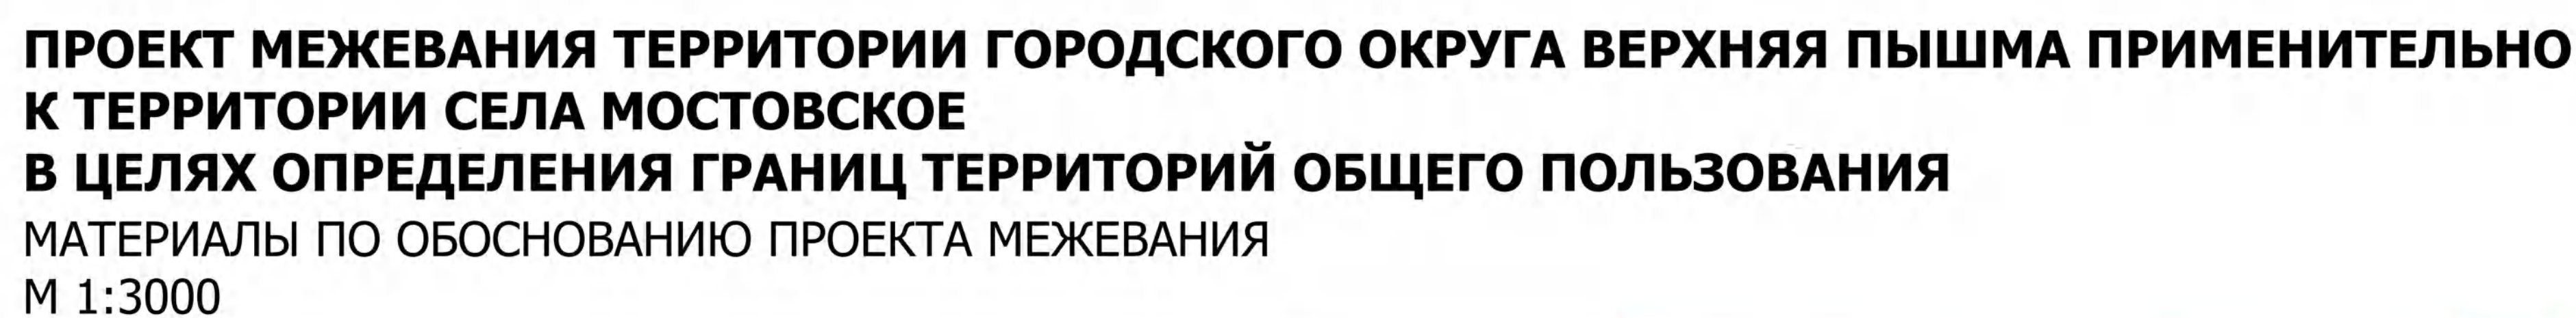 ПРОЕКТ МЕЖЕВАНИЯ ТЕРРИТОРИИ ГОРОДСКОГО ОКРУГА ВЕРХНЯЯ ПЫШМА ПРИМЕНИТЕЛЬНО
К ТЕРРИТОРИИ СЕЛА МОСТОВСКОЕ
В ЦЕЛЯХ ОПРЕДЕЛЕНИЯ ГРАНИЦ ТЕРРИТОРИЙ ОБЩЕГО ПОЛЬЗОВАНИЯ
МАТЕРИАЛЫ ПО ОБОСНОВАНИЮ ПРОЕКТА МЕЖЕВАНИЯ
М 1:3000